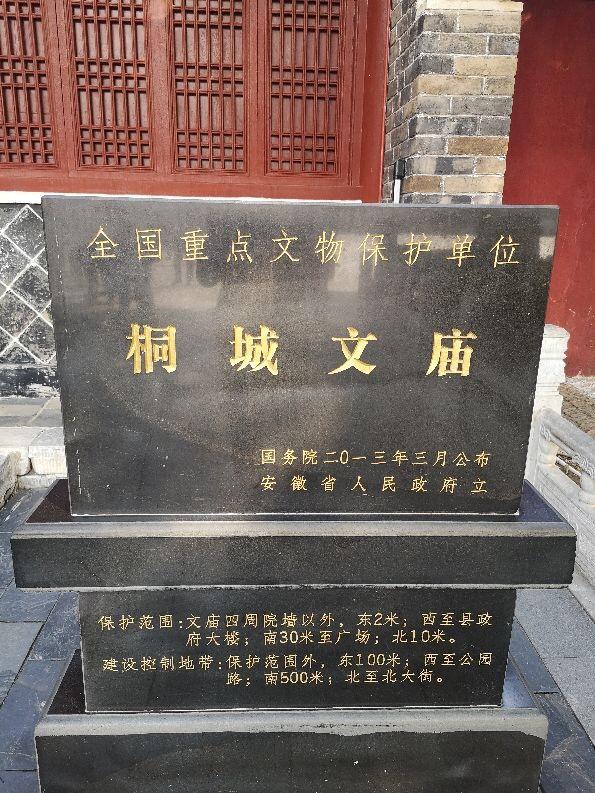 全国重点文物保护单位
桐城文庙
国务院二0一三年三月公布
安徽省人民政府立
保护范围:文庙四周院墙以外，东2米；西至县政
府大楼；南30米至广场；北10米。
建设控制地带:保护范围外，东100米；西至公园
路；南500米；北至北大街。